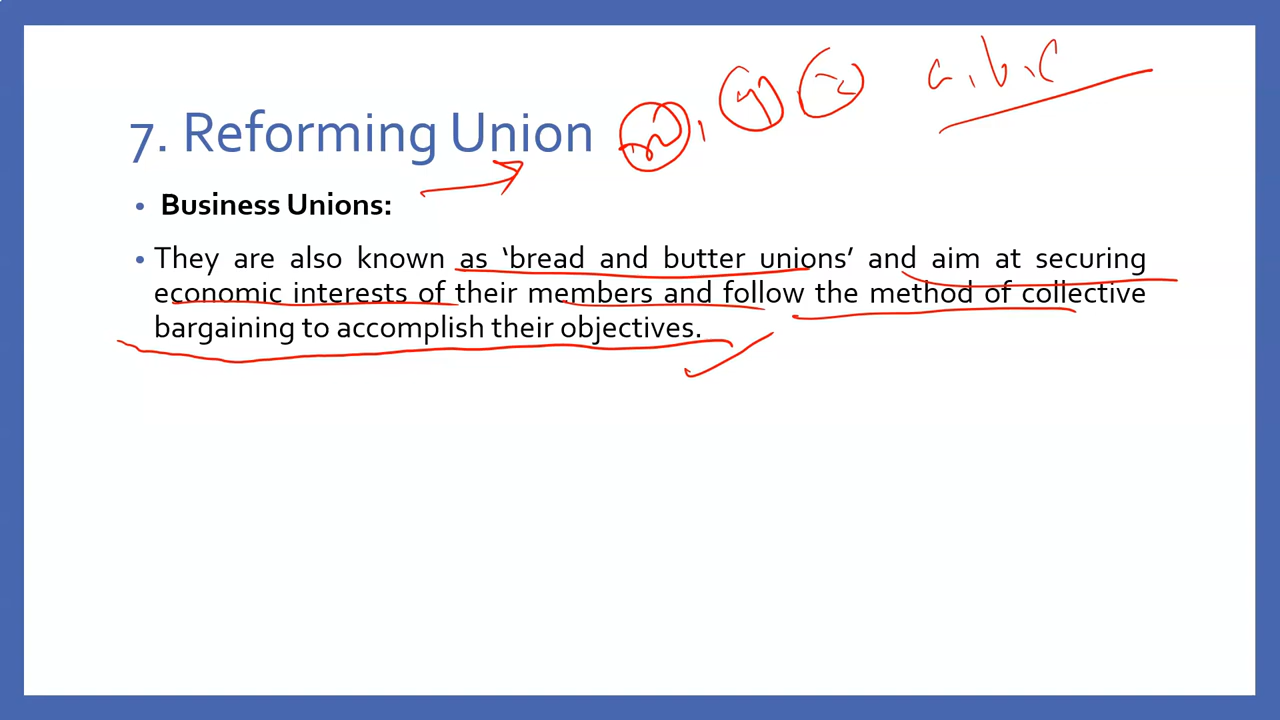 7. Reforming Union
a, b, c
• Business Unions:
• They are also known as ‘bread and butter unions’ and aim at securing
economic interests of their members and follow the method of collective
bargaining to accomplish their objectives.